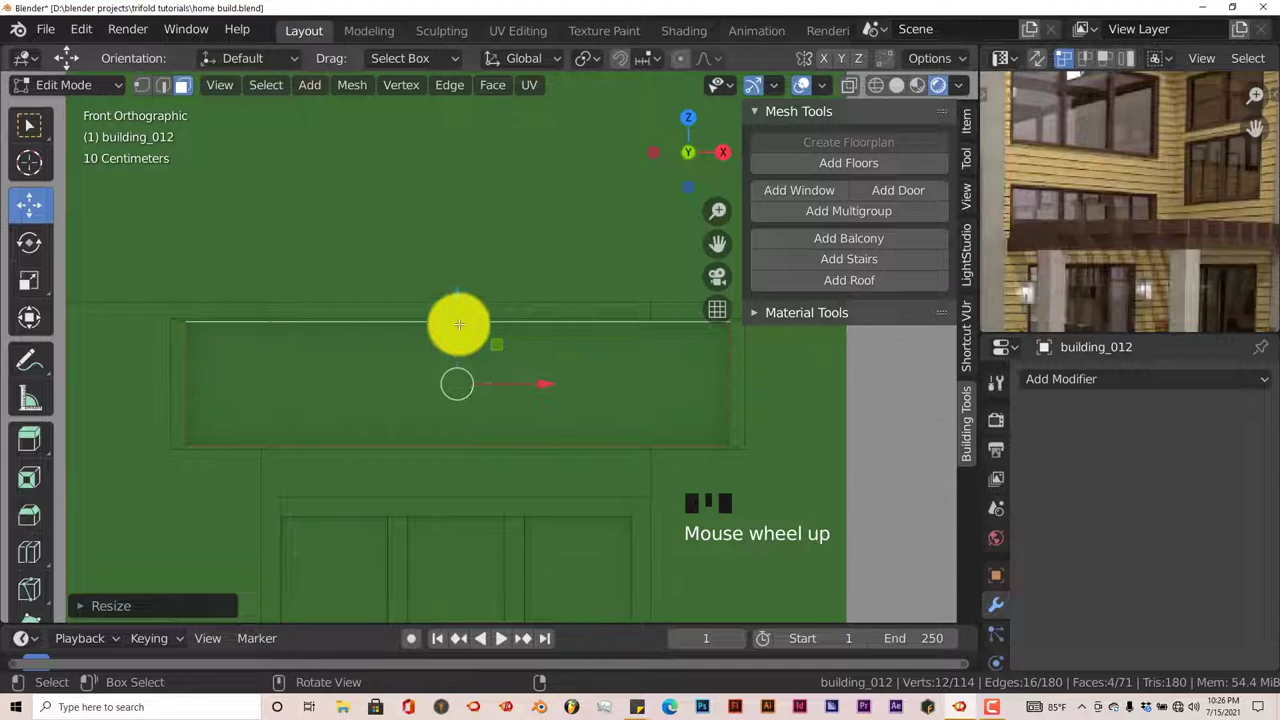 Blender* [D:\blender projects\trifold tutorials\home build.blend]
File Edit Render Window Help Layout Modeling Sculpting UV Editing Texture Paint Shading Animation Renderi Scene View Layer
Orientation: Default Drag: Select Box Global X Y Z Options View Select
Edit Mode View Select Add Mesh Vertex Edge Face UV
Front Orthographic
(1) building_012
10 Centimeters
Z
Y
X
Mesh Tools
Create Floorplan
Add Floors
Add Window Add Door
Add Multigroup
Add Balcony
Add Stairs
Add Roof
Material Tools
Item
Tool
View
LightStudio
Shortcut VUr
Building Tools
building_012
Add Modifier
Mouse wheel up
Resize
Playback Keying View Marker 1 Start 1 End 250
Select Box Select Rotate View building_012 | Verts:12/114 | Edges:16/180 | Faces:4/71 | Tris:180 | Mem: 54.4 MiB
Type here to search 85°F 10:26 PM
7/15/2021